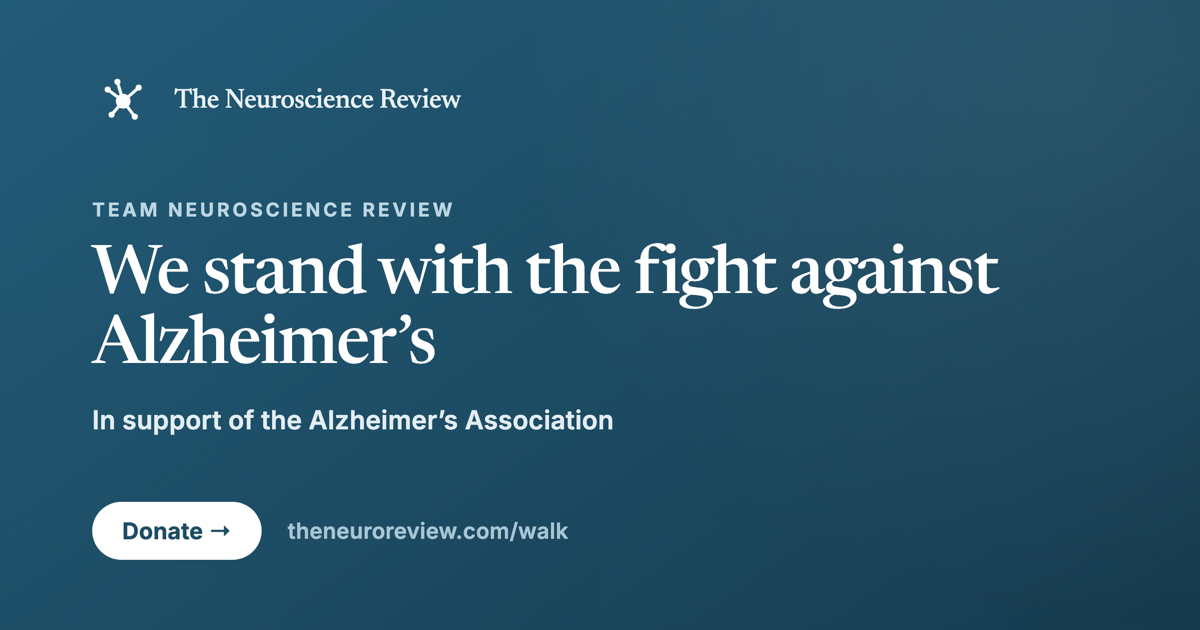 The Neuroscience Review
TEAM NEUROSCIENCE REVIEW
We stand with the fight against
Alzheimer’s
In support of the Alzheimer’s Association
Donate →
theneuroreview.com/walk